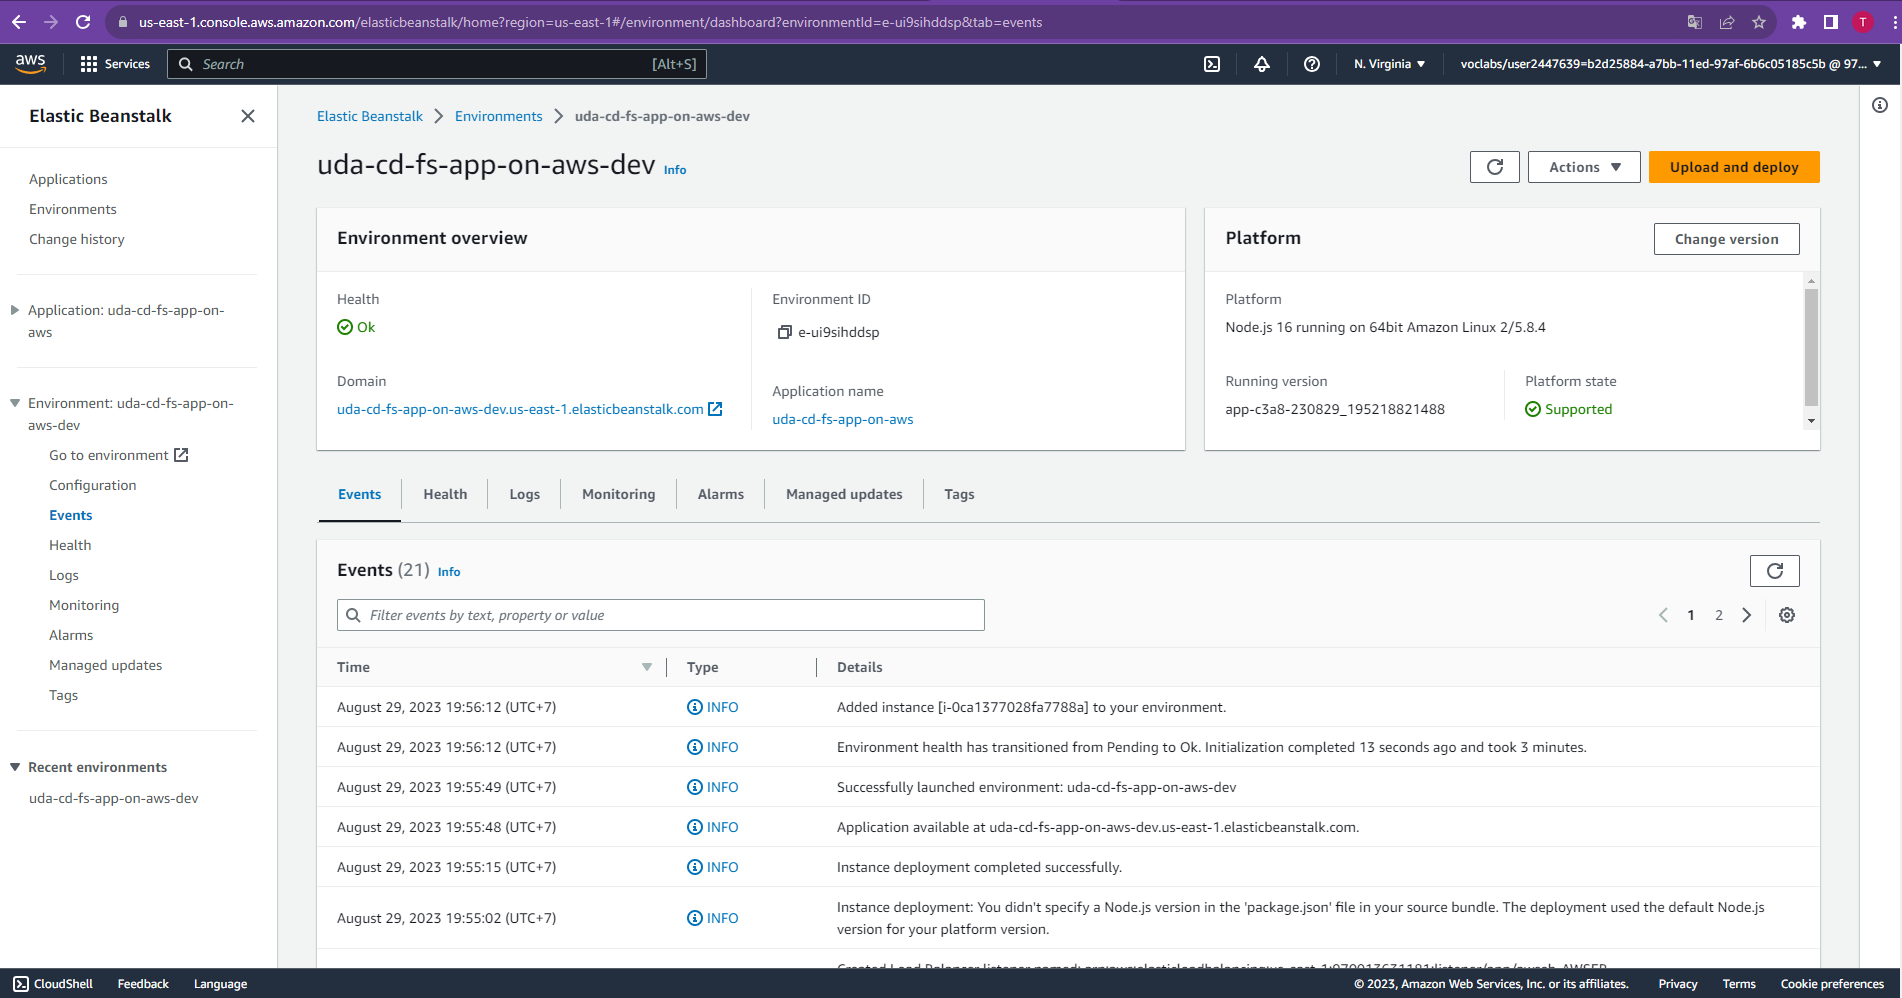 us-east-1.console.aws.amazon.com/elasticbeanstalk/home?region=us-east-1#/environment/dashboard?environmentId=e-ui9sihddsp&tab=events
T
aws
Services
Search [Alt+S]
N. Virginia
voclabs/user2447639=b2d25884-a7bb-11ed-97af-6b6c05185c5b @ 97...
Elastic Beanstalk
Applications
Environments
Change history
Application: uda-cd-fs-app-on-
aws
Environment: uda-cd-fs-app-on-
aws-dev
Go to environment
Configuration
Events
Health
Logs
Monitoring
Alarms
Managed updates
Tags
Recent environments
uda-cd-fs-app-on-aws-dev
Elastic Beanstalk > Environments > uda-cd-fs-app-on-aws-dev
uda-cd-fs-app-on-aws-dev Info
Actions
Upload and deploy
Environment overview
Health
Ok
Domain
uda-cd-fs-app-on-aws-dev.us-east-1.elasticbeanstalk.com
Environment ID
e-ui9sihddsp
Application name
uda-cd-fs-app-on-aws
Platform
Change version
Platform
Node.js 16 running on 64bit Amazon Linux 2/5.8.4
Running version
app-c3a8-230829_195218821488
Platform state
Supported
Events Health Logs Monitoring Alarms Managed updates Tags
Events (21) Info
Filter events by text, property or value
1 2
Time Type Details
August 29, 2023 19:56:12 (UTC+7) INFO Added instance [i-0ca1377028fa7788a] to your environment.
August 29, 2023 19:56:12 (UTC+7) INFO Environment health has transitioned from Pending to Ok. Initialization completed 13 seconds ago and took 3 minutes.
August 29, 2023 19:55:49 (UTC+7) INFO Successfully launched environment: uda-cd-fs-app-on-aws-dev
August 29, 2023 19:55:48 (UTC+7) INFO Application available at uda-cd-fs-app-on-aws-dev.us-east-1.elasticbeanstalk.com.
August 29, 2023 19:55:15 (UTC+7) INFO Instance deployment completed successfully.
August 29, 2023 19:55:02 (UTC+7) INFO Instance deployment: You didn't specify a Node.js version in the 'package.json' file in your source bundle. The deployment used the default Node.js
version for your platform version.
Created Load Balancer listener named:
CloudShell Feedback Language
© 2023, Amazon Web Services, Inc. or its affiliates. Privacy Terms Cookie preferences